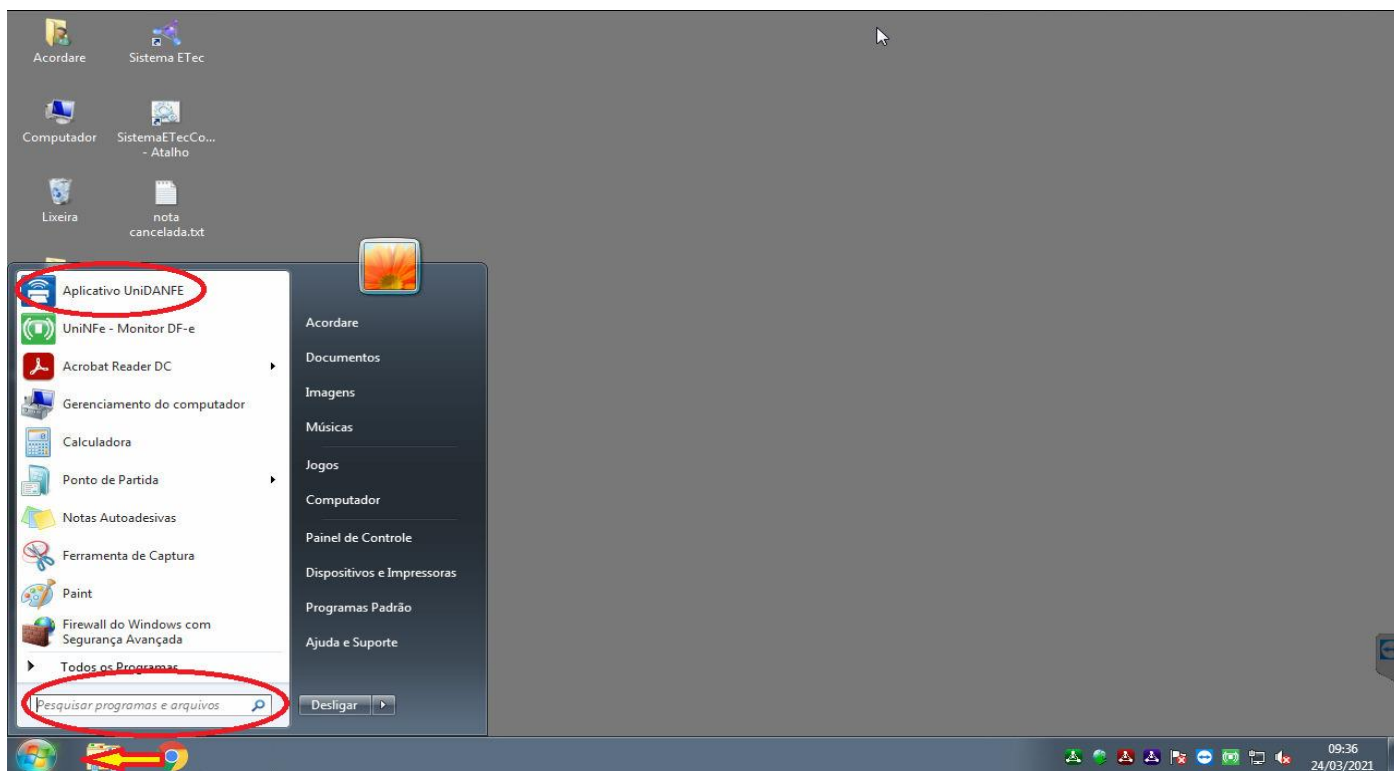 Acordare
Sistema ETec
Computador
SistemaETecCo...
- Atalho
Lixeira
nota
cancelada.txt
Aplicativo UniDANFE
UniNFe - Monitor DF-e
Acrobat Reader DC
Gerenciamento do computador
Calculadora
Ponto de Partida
Notas Autoadesivas
Ferramenta de Captura
Paint
Firewall do Windows com
Segurança Avançada
Todos os Programas
Pesquisar programas e arquivos
Acordare
Documentos
Imagens
Músicas
Jogos
Computador
Painel de Controle
Dispositivos e Impressoras
Programas Padrão
Ajuda e Suporte
Desligar
09:36
24/03/2021